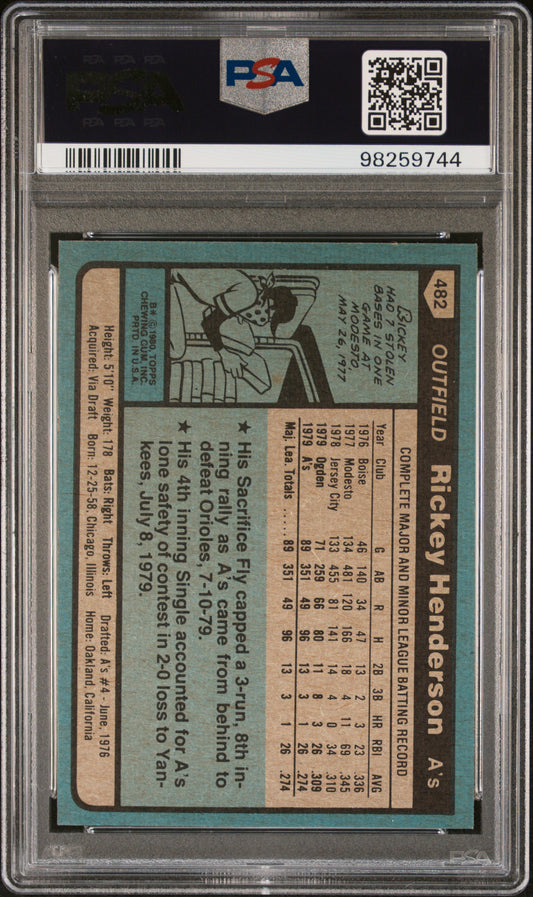 PSA
PSA
98259744
482 OUTFIELD Rickey Henderson A's
RICKEY
HAD 7 STOLEN
BASES IN ONE
GAME AT
MODESTO,
MAY 26, 1977
B* © 1980, TOPPS
CHEWING GUM, INC.
PRTD. IN U.S.A.
COMPLETE MAJOR AND MINOR LEAGUE BATTING RECORD
Year Club G AB R H 2B 3B HR RBI AVG
1976 Boise 46 140 34 47 13 2 3 23 .336
1977 Modesto 134 481 120 166 18 4 11 69 .345
1978 Jersey City 133 455 81 141 14 4 0 34 .310
1979 Ogden 71 259 66 80 11 8 3 26 .309
1979 A's 89 351 49 96 13 3 1 26 .274
Maj. Lea. Totals ..... 89 351 49 96 13 3 1 26 .274
★ His Sacrifice Fly capped a 3-run, 8th in-
ning rally as A's came from behind to
defeat Orioles, 7-10-79.
★ His 4th inning Single accounted for A's
lone safety of contest in 2-0 loss to Yan-
kees, July 8, 1979.
Height: 5'10" Weight: 178 Bats: Right Throws: Left Drafted: A's #4 - June, 1976
Acquired: Via Draft Born: 12-25-58, Chicago, Illinois Home: Oakland, California
PSA